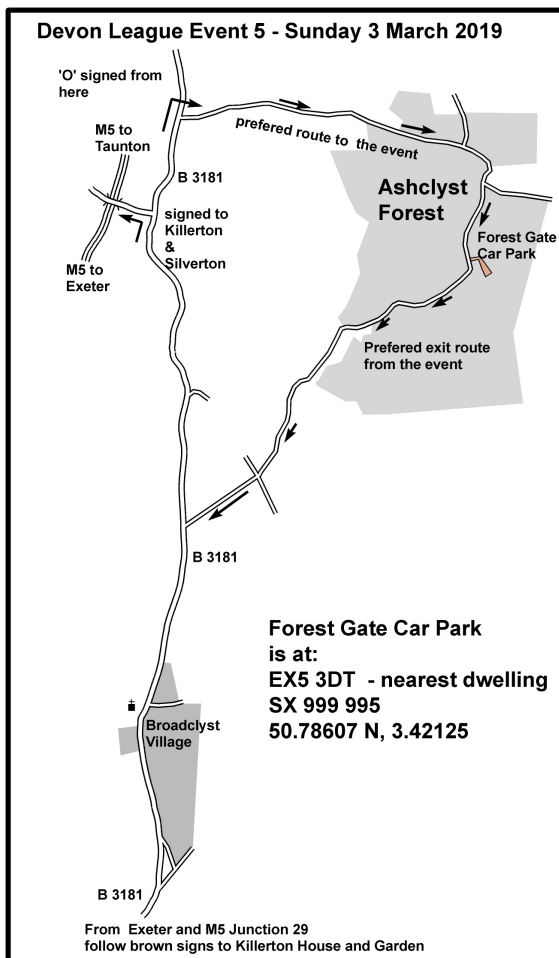 Devon League Event 5 - Sunday 3 March 2019
'O' signed from
here
M5 to
Taunton
prefered route to the event
B 3181
Ashclyst
Forest
signed to
Killerton
&
Silverton
Forest Gate
Car Park
M5 to
Exeter
Prefered exit route
from the event
B 3181
Forest Gate Car Park
is at:
EX5 3DT - nearest dwelling
SX 999 995
50.78607 N, 3.42125
Broadclyst
Village
B 3181
From Exeter and M5 Junction 29
follow brown signs to Killerton House and Garden